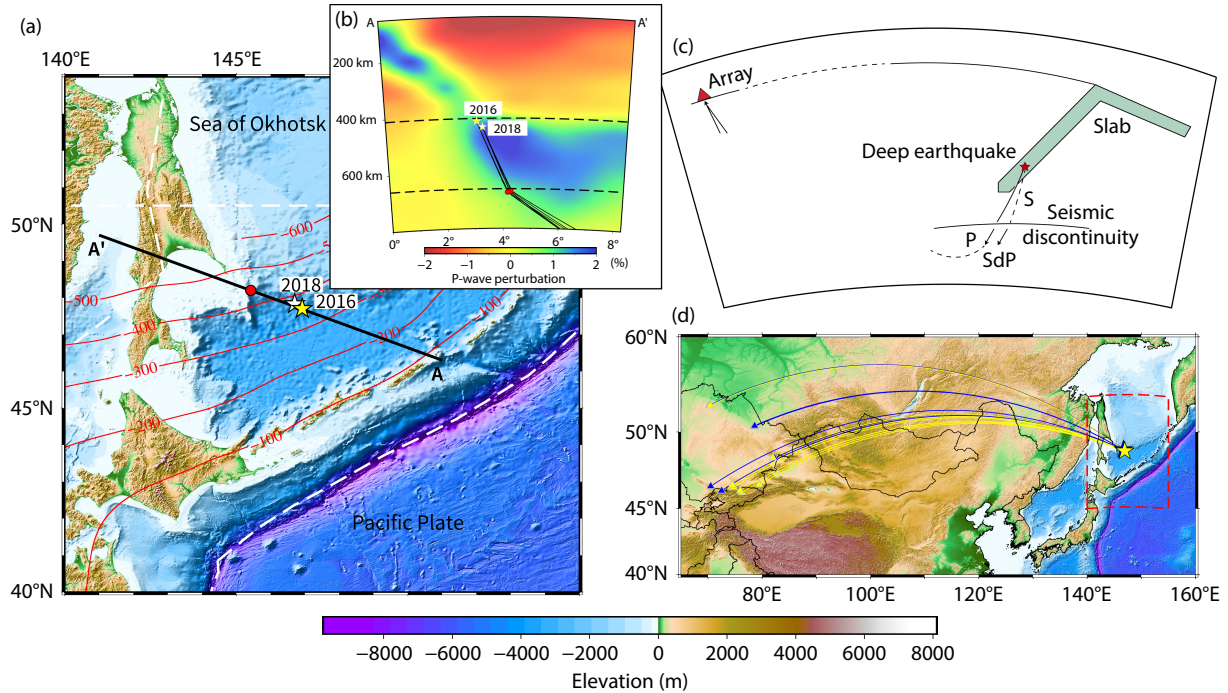 (a)
140°E
145°E
50°N
45°N
40°N
Sea of Okhotsk
A'
A
2018
2016
−600
−500
−400
−300
−200
−100
−100
Pacific Plate
(b)
A
A'
200 km
400 km
600 km
2016
2018
0°
2°
4°
6°
8°
−2
−1
0
1
2
(%)
P-wave perturbation
(c)
Array
Slab
Deep earthquake
S
Seismic
discontinuity
P
SdP
(d)
60°N
50°N
45°N
40°N
80°E
100°E
120°E
140°E
160°E
−8000
−6000
−4000
−2000
0
2000
4000
6000
8000
Elevation (m)